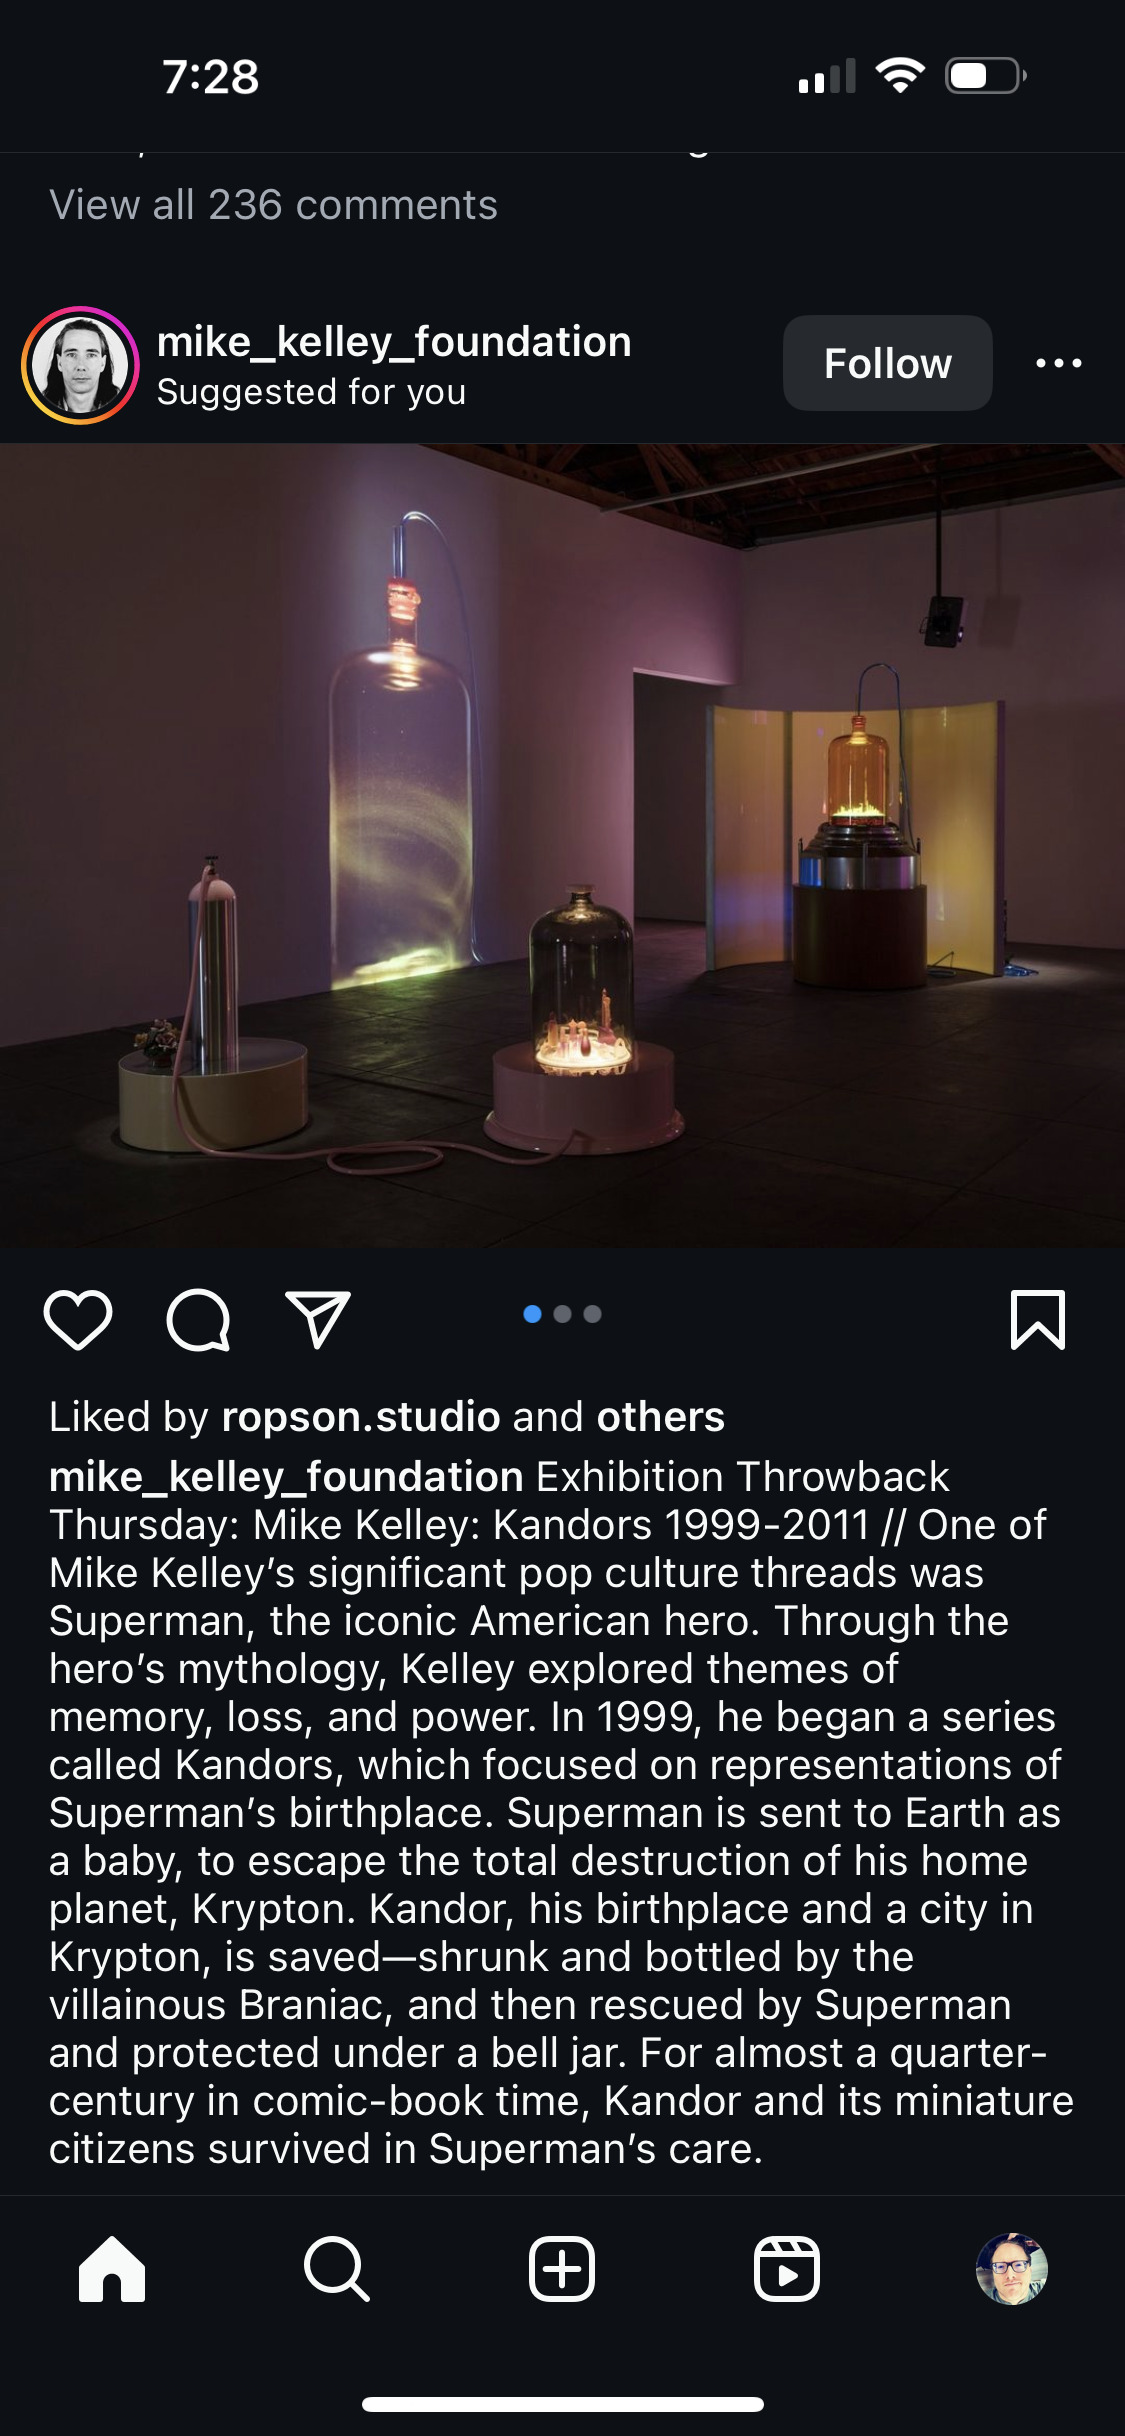 7:28
View all 236 comments
mike_kelley_foundation
Suggested for you
Follow
Liked by ropson.studio and others
mike_kelley_foundation Exhibition Throwback
Thursday: Mike Kelley: Kandors 1999-2011 // One of
Mike Kelley’s significant pop culture threads was
Superman, the iconic American hero. Through the
hero’s mythology, Kelley explored themes of
memory, loss, and power. In 1999, he began a series
called Kandors, which focused on representations of
Superman’s birthplace. Superman is sent to Earth as
a baby, to escape the total destruction of his home
planet, Krypton. Kandor, his birthplace and a city in
Krypton, is saved—shrunk and bottled by the
villainous Braniac, and then rescued by Superman
and protected under a bell jar. For almost a quarter-
century in comic-book time, Kandor and its miniature
citizens survived in Superman’s care.